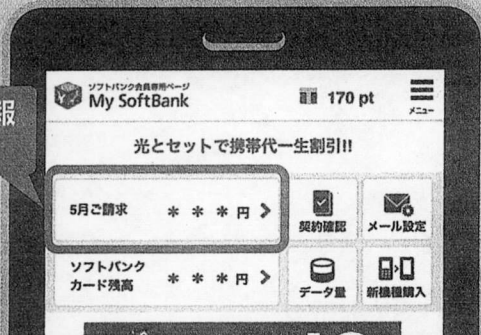 報
ソフトバンク会員専用ページ
My SoftBank
170 pt
メニュー
光とセットで携帯代一生割引!!
5月ご請求
＊ ＊ ＊ 円 >
契約確認
メール設定
ソフトバンク
カード残高
＊ ＊ ＊ 円 >
データ量
新機種購入